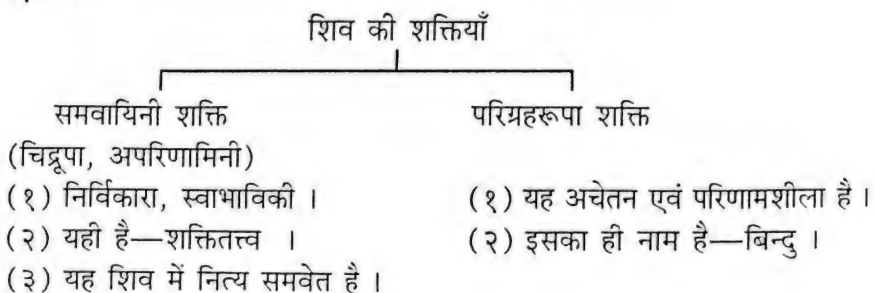 शिव की शक्तियाँ
समवायिनी शक्ति
(चिद्रूपा, अपरिणामिनी)
(१) निर्विकारा, स्वाभाविकी ।
(२) यही है—शक्तितत्त्व ।
(३) यह शिव में नित्य समवेत है ।
परिग्रहरूपा शक्ति
(१) यह अचेतन एवं परिणामशीला है ।
(२) इसका ही नाम है—बिन्दु ।